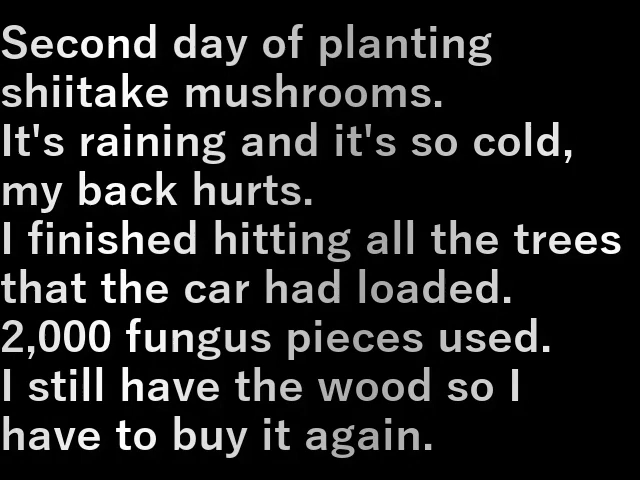 Second day of planting
shiitake mushrooms.
It's raining and it's so cold,
my back hurts.
I finished hitting all the trees
that the car had loaded.
2,000 fungus pieces used.
I still have the wood so I
have to buy it again.